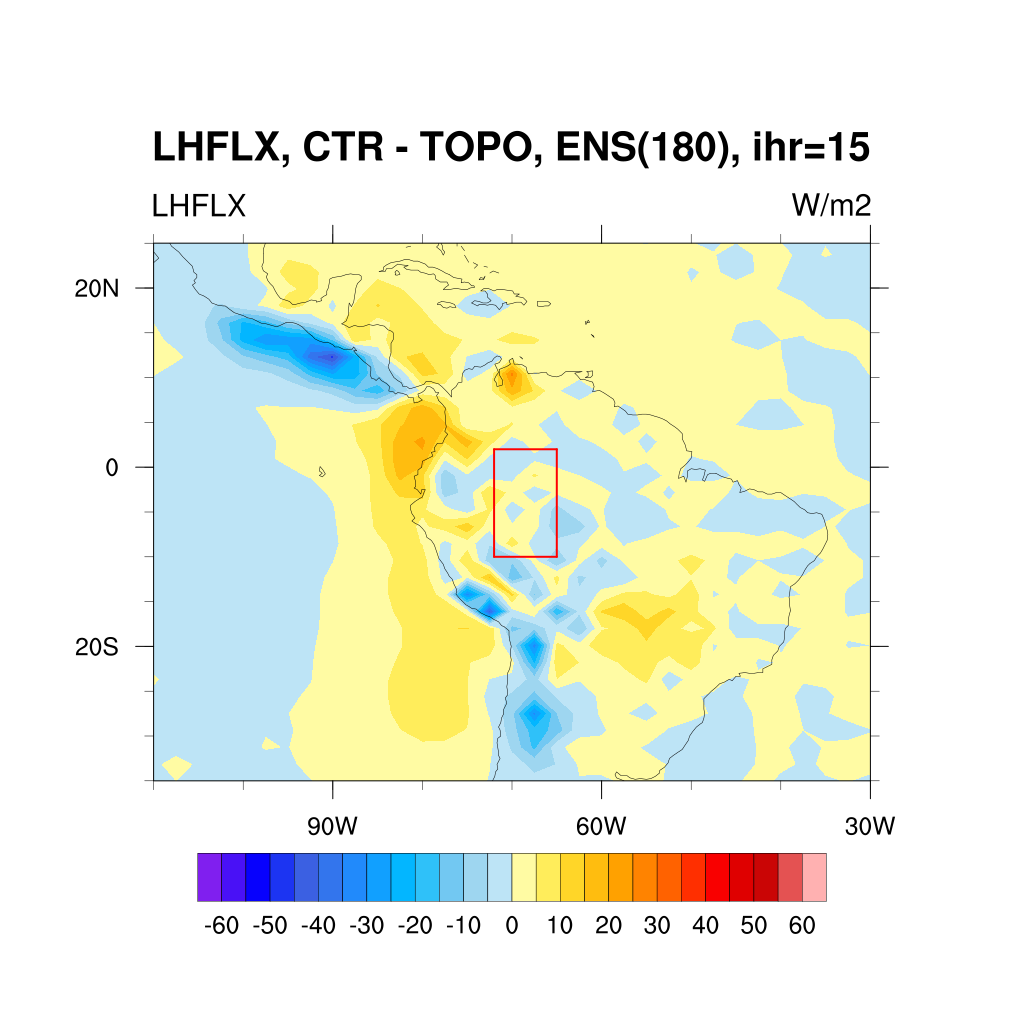 LHFLX, CTR - TOPO, ENS(180), ihr=15
LHFLX W/m2
20N
0
20S
90W 60W 30W
-60 -50 -40 -30 -20 -10 0 10 20 30 40 50 60